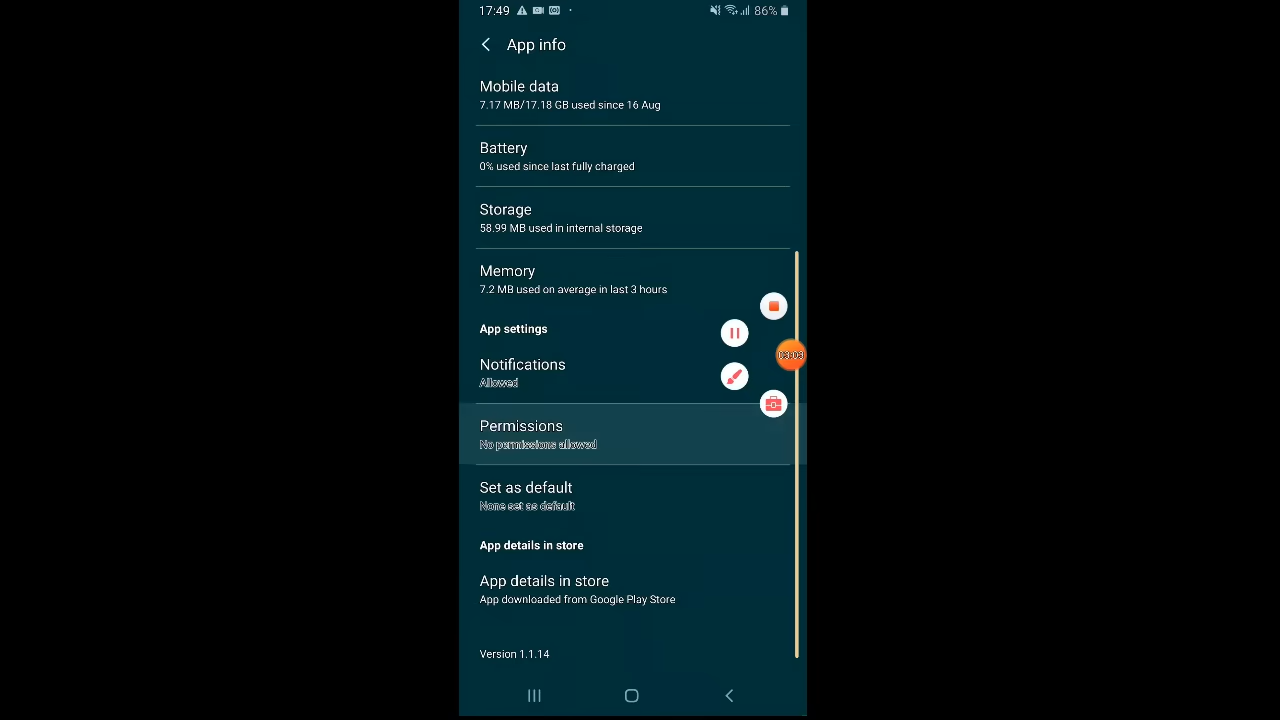 17:49
86%
App info
Mobile data
7.17 MB/17.18 GB used since 16 Aug
Battery
0% used since last fully charged
Storage
58.99 MB used in internal storage
Memory
7.2 MB used on average in last 3 hours
App settings
Notifications
Allowed
03:03
Permissions
No permissions allowed
Set as default
None set as default
App details in store
App details in store
App downloaded from Google Play Store
Version 1.1.14